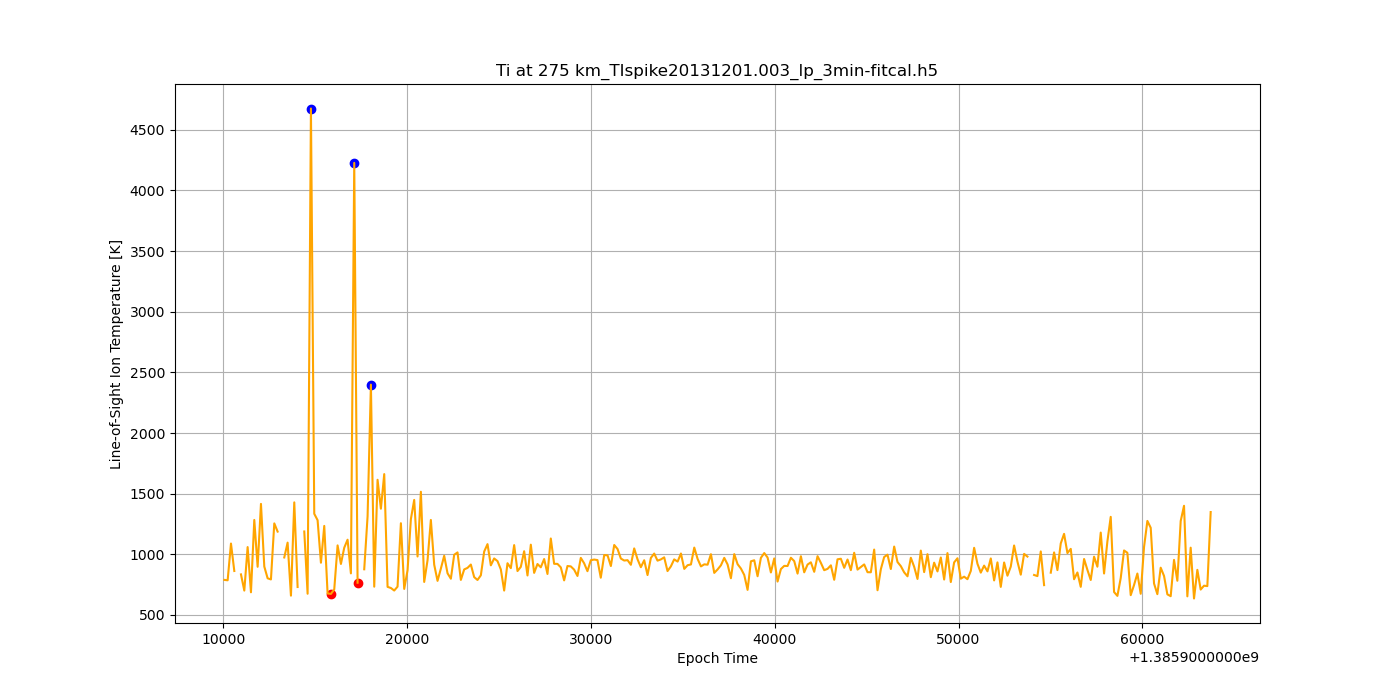 Ti at 275 km_TIspike20131201.003_lp_3min-fitcal.h5
Line-of-Sight Ion Temperature [K]
4500
4000
3500
3000
2500
2000
1500
1000
500
10000 20000 30000 40000 50000 60000
Epoch Time
+1.3859000000e9